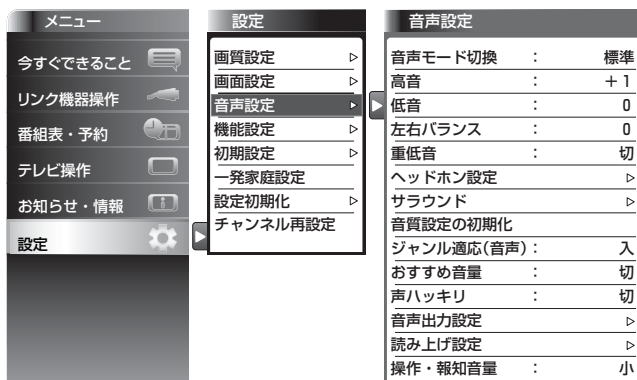 メニュー
今すぐできること
リンク機器操作
番組表・予約
テレビ操作
お知らせ・情報
設定
設定
画質設定 ▷
画面設定 ▷
音声設定 ▷
機能設定 ▷
初期設定 ▷
一発家庭設定
設定初期化 ▷
チャンネル再設定
音声設定
音声モード切換 : 標準
高音 : +1
低音 : 0
左右バランス : 0
重低音 : 切
ヘッドホン設定 ▷
サラウンド ▷
音質設定の初期化
ジャンル適応(音声): 入
おすすめ音量 : 切
声ハッキリ : 切
音声出力設定 ▷
読み上げ設定 ▷
操作・報知音量 : 小